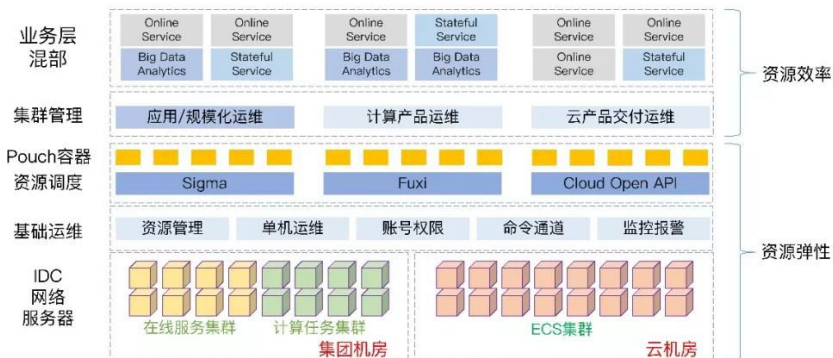 业务层
混部
Online
Service
Online
Service
Online
Service
Stateful
Service
Online
Service
Online
Service
Big Data
Analytics
Stateful
Service
Big Data
Analytics
Big Data
Analytics
Online
Service
Stateful
Service
资源效率
集群管理
应用/规模化运维
计算产品运维
云产品交付运维
Pouch容器
资源调度
Sigma
Fuxi
Cloud Open API
基础运维
资源管理
单机运维
账号权限
命令通道
监控报警
资源弹性
IDC
网络
服务器
在线服务集群
计算任务集群
ECS集群
集团机房
云机房